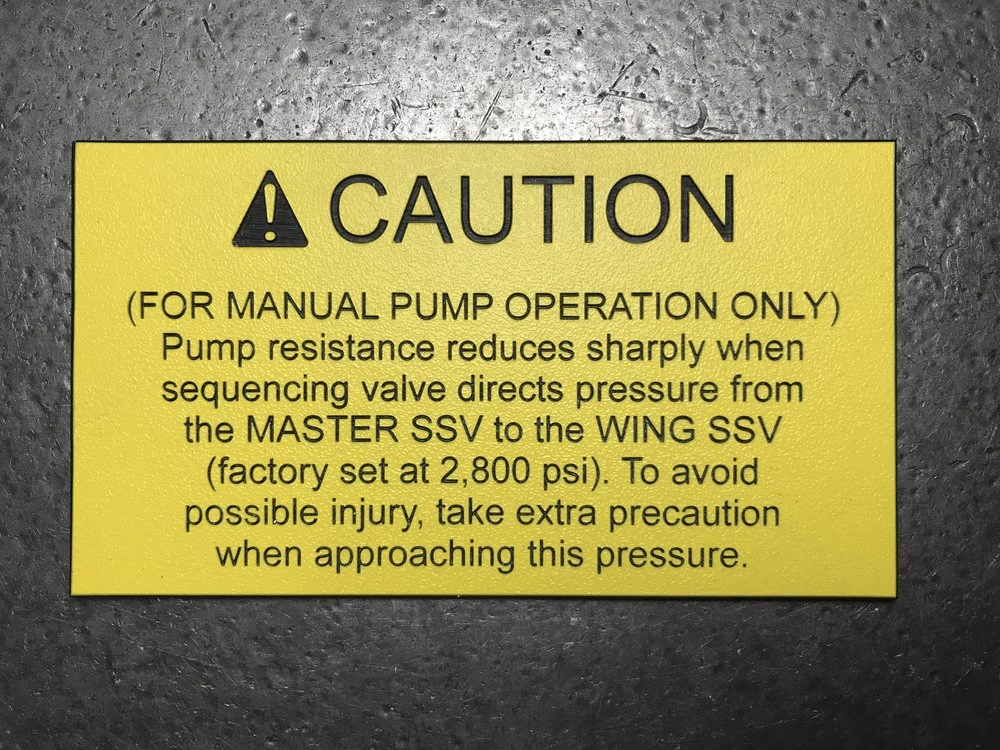 CAUTION
(FOR MANUAL PUMP OPERATION ONLY)
Pump resistance reduces sharply when
sequencing valve directs pressure from
the MASTER SSV to the WING SSV
(factory set at 2,800 psi). To avoid
possible injury, take extra precaution
when approaching this pressure.